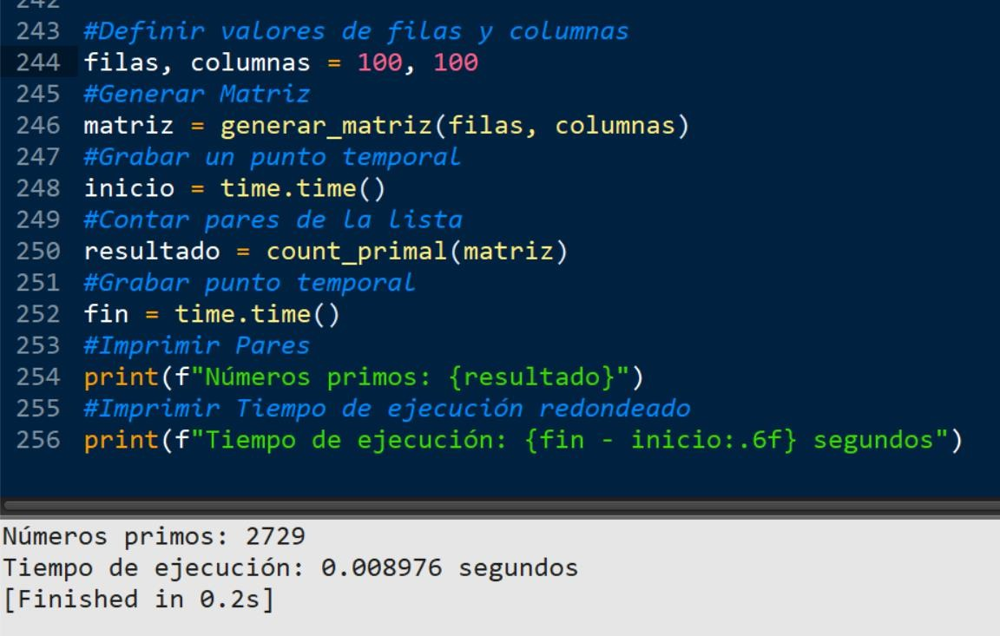 242
243 #Definir valores de filas y columnas
244 filas, columnas = 100, 100
245 #Generar Matriz
246 matriz = generar_matriz(filas, columnas)
247 #Grabar un punto temporal
248 inicio = time.time()
249 #Contar pares de la lista
250 resultado = count_primal(matriz)
251 #Grabar punto temporal
252 fin = time.time()
253 #Imprimir Pares
254 print(f"Números primos: {resultado}")
255 #Imprimir Tiempo de ejecución redondeado
256 print(f"Tiempo de ejecución: {fin - inicio:.6f} segundos")
Números primos: 2729
Tiempo de ejecución: 0.008976 segundos
[Finished in 0.2s]